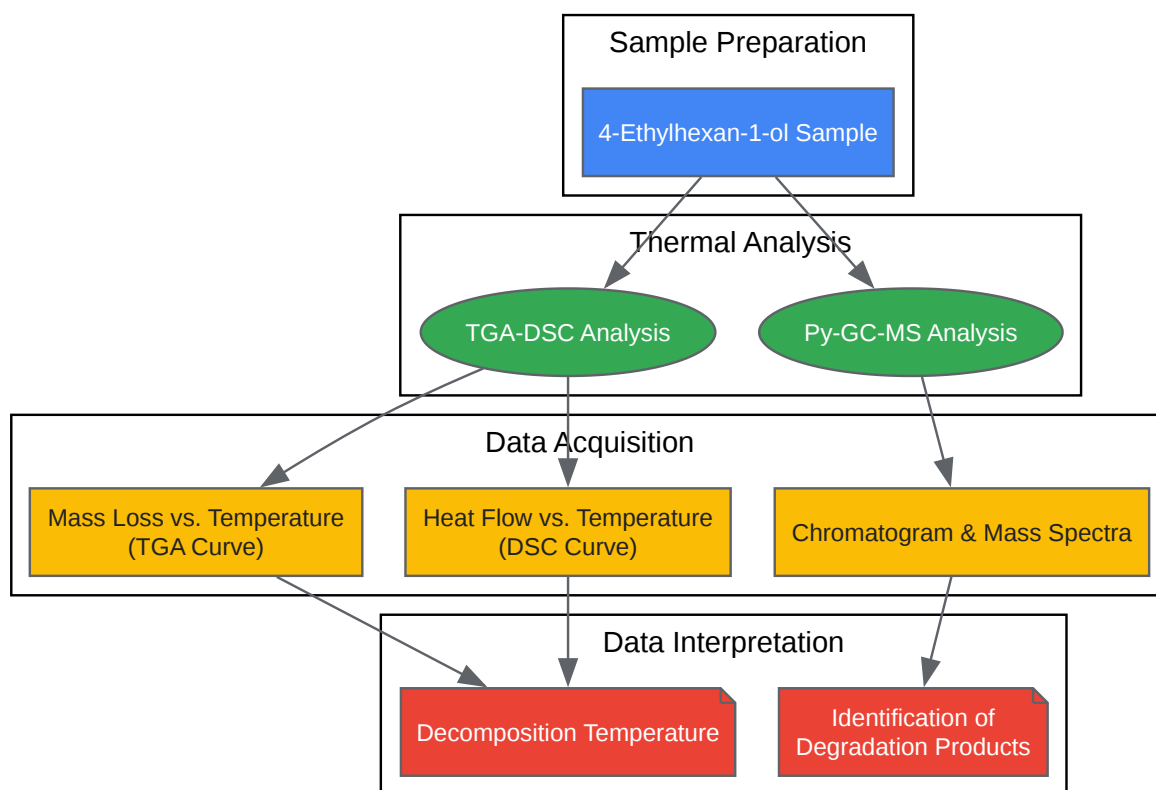 Sample Preparation
4-Ethylhexan-1-ol Sample
Thermal Analysis
TGA-DSC Analysis
Py-GC-MS Analysis
Data Acquisition
Mass Loss vs. Temperature
(TGA Curve)
Heat Flow vs. Temperature
(DSC Curve)
Chromatogram & Mass Spectra
Data Interpretation
Decomposition Temperature
Identification of
Degradation Products